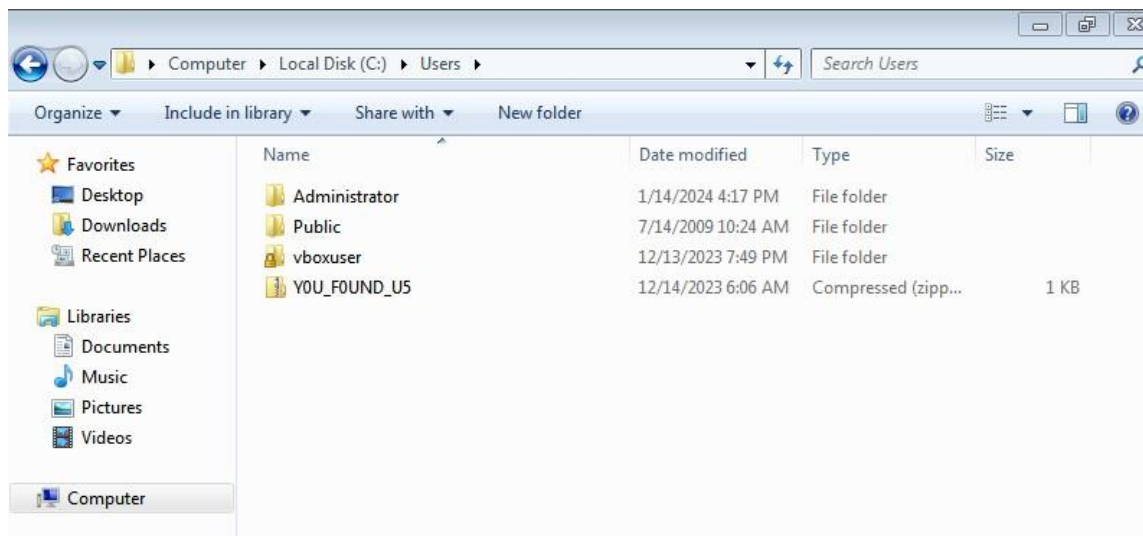 Computer Local Disk (C:) Users Search Users
Organize Include in library Share with New folder
Favorites
Desktop
Downloads
Recent Places
Libraries
Documents
Music
Pictures
Videos
Computer
Name Date modified Type Size
Administrator 1/14/2024 4:17 PM File folder
Public 7/14/2009 10:24 AM File folder
vboxuser 12/13/2023 7:49 PM File folder
Y0U_F0UND_U5 12/14/2023 6:06 AM Compressed (zipp... 1 KB